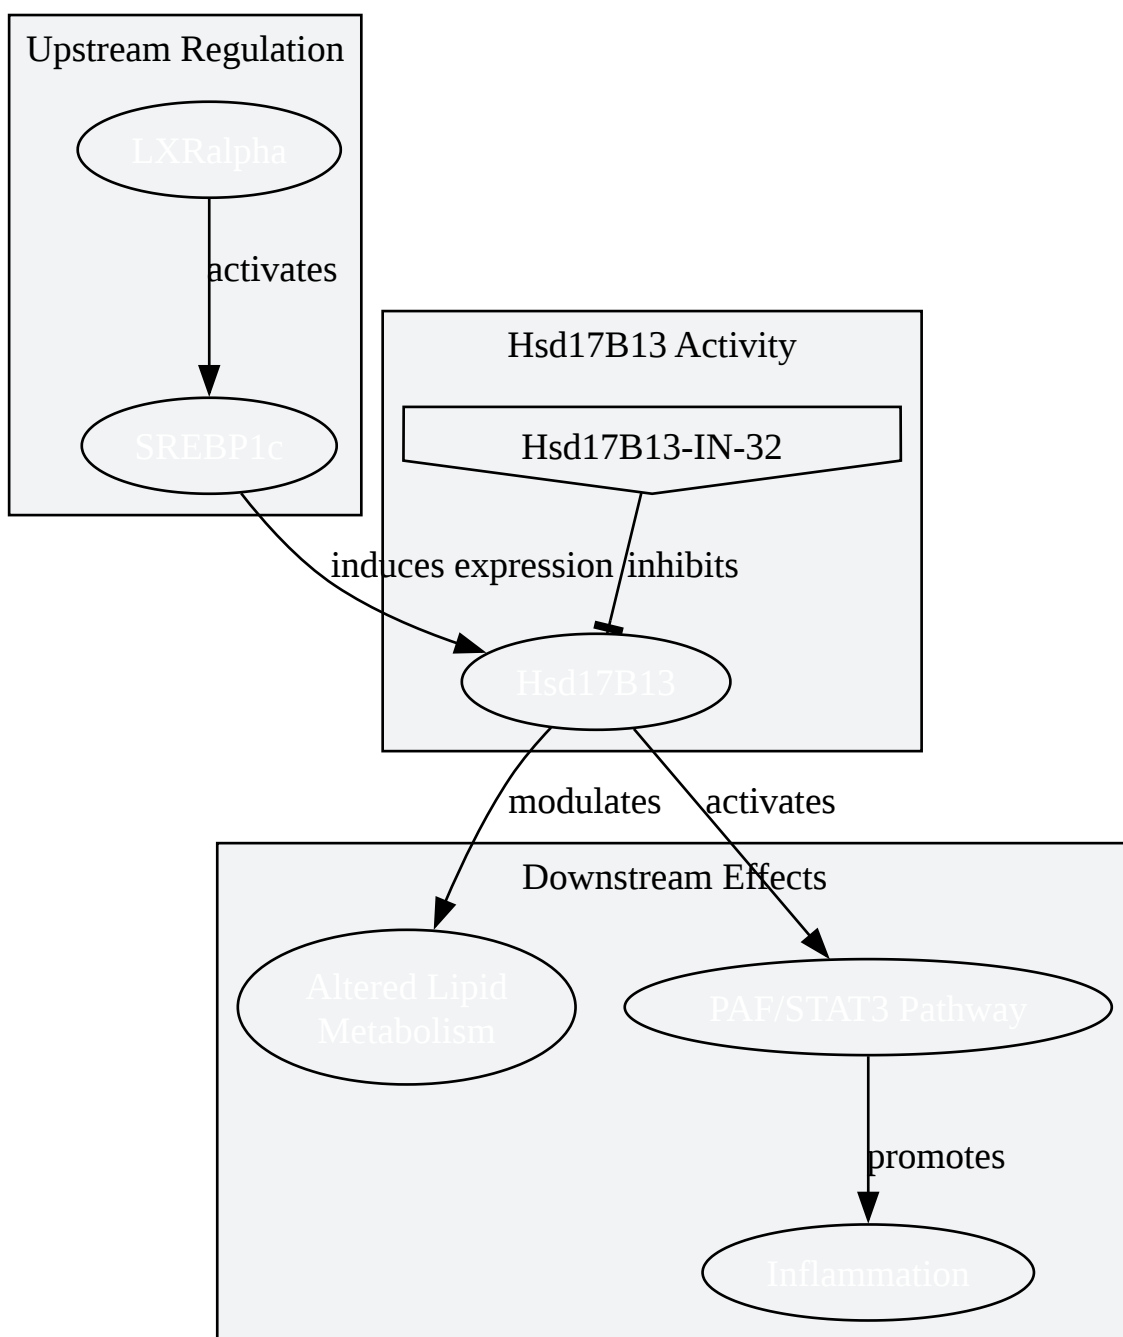 Upstream Regulation
LXRalpha
activates
SREBP1c
Hsd17B13 Activity
Hsd17B13-IN-32
induces expression
inhibits
Hsd17B13
modulates
activates
Downstream Effects
Altered Lipid
Metabolism
PAF/STAT3 Pathway
promotes
Inflammation